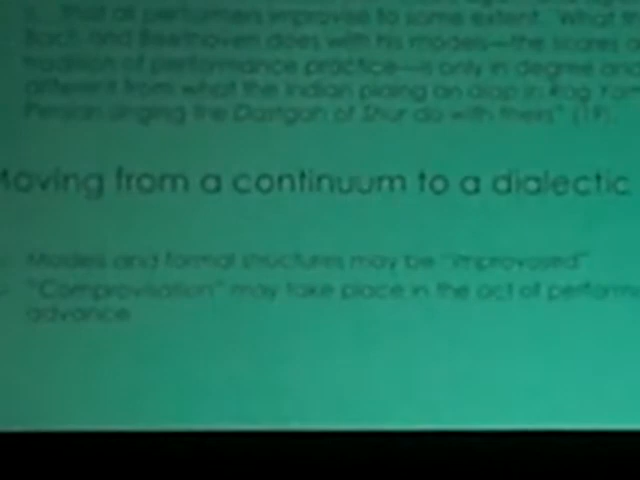 that all performers improvise to some extent. What
Bach and Beethoven does with his models—the scores
tradition of performance practice—is only in degree and
different from what the Indian playing an alap in Rag
Persian singing the Dastgah of Shur do with theirs" (19).
Moving from a continuum to a dialectic
Models and formal structures may be "improvised"
"Comprovisation" may take place in the act of
advance